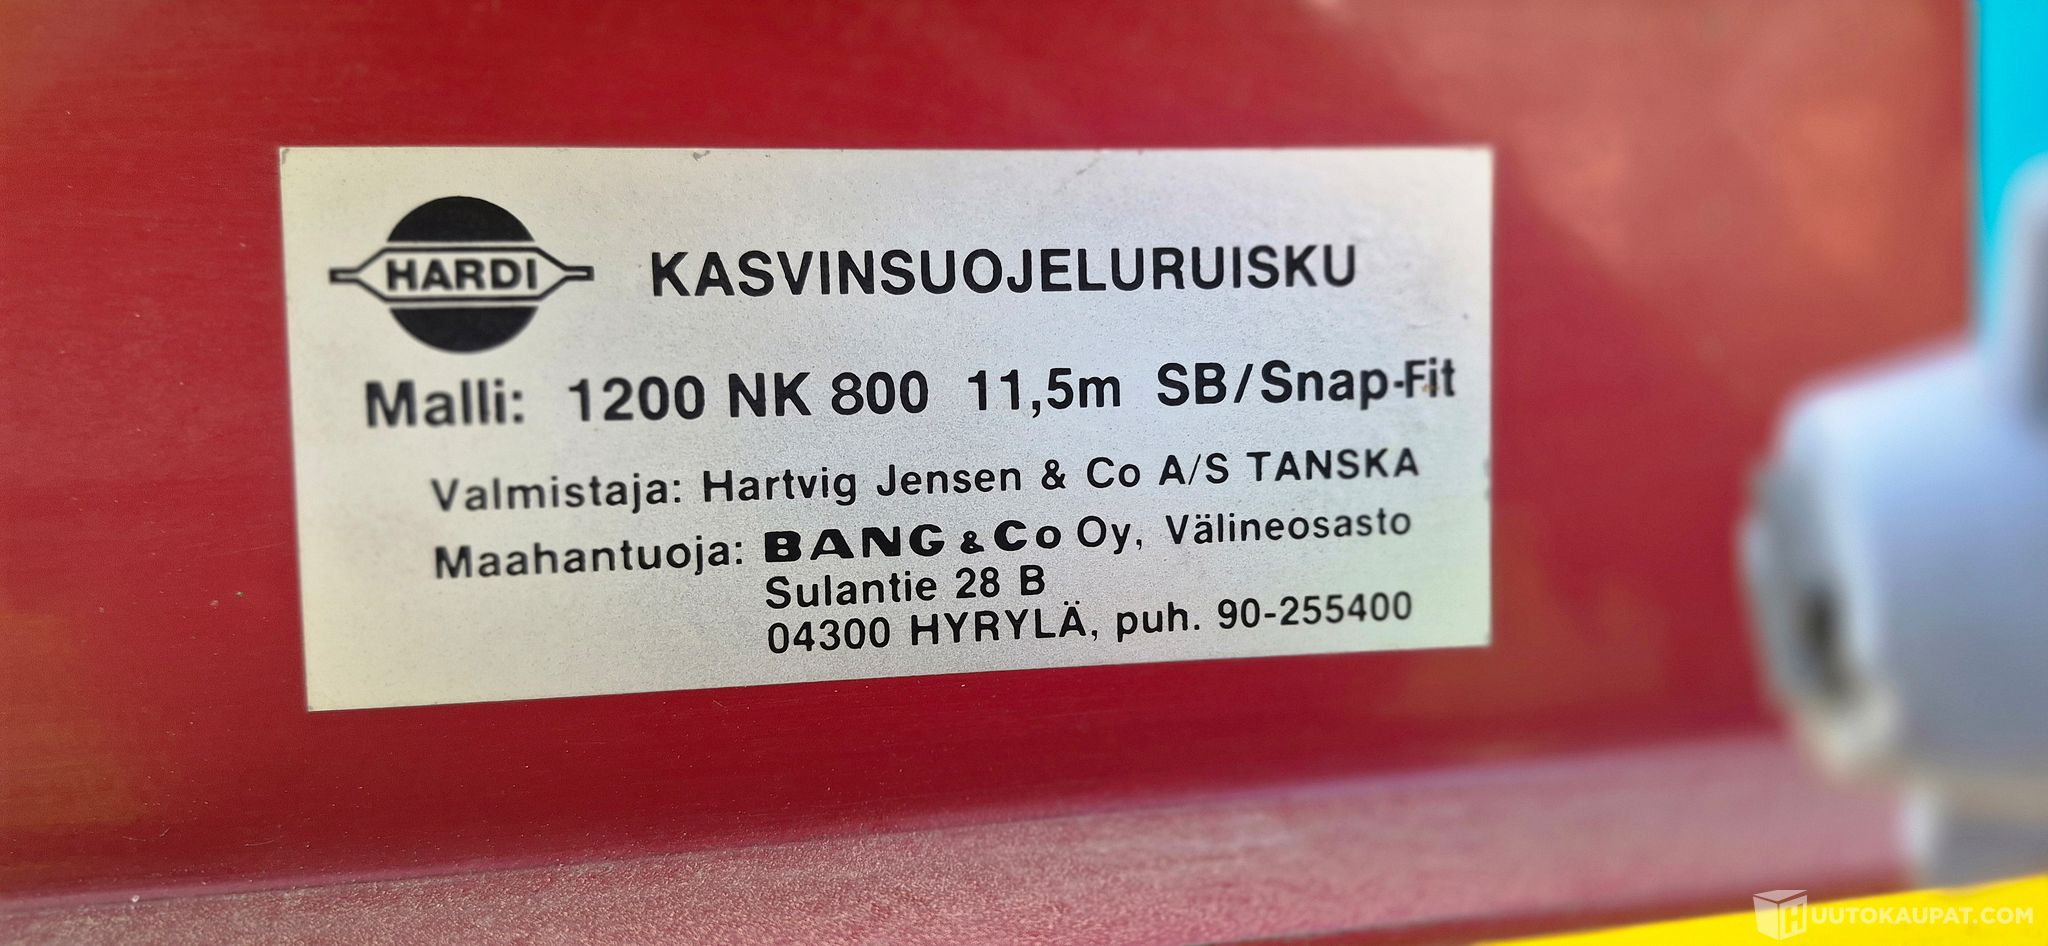 HARDI
KASVINSUOJELURUISKU
Malli: 1200 NK 800 11,5m SB/Snap-Fit
Valmistaja: Hartvig Jensen & Co A/S TANSKA
Maahantuoja: BANG & Co Oy, Välineosasto
Sulantie 28 B
04300 HYRYLÄ, puh. 90-255400
HUUTOKAUPAT.COM